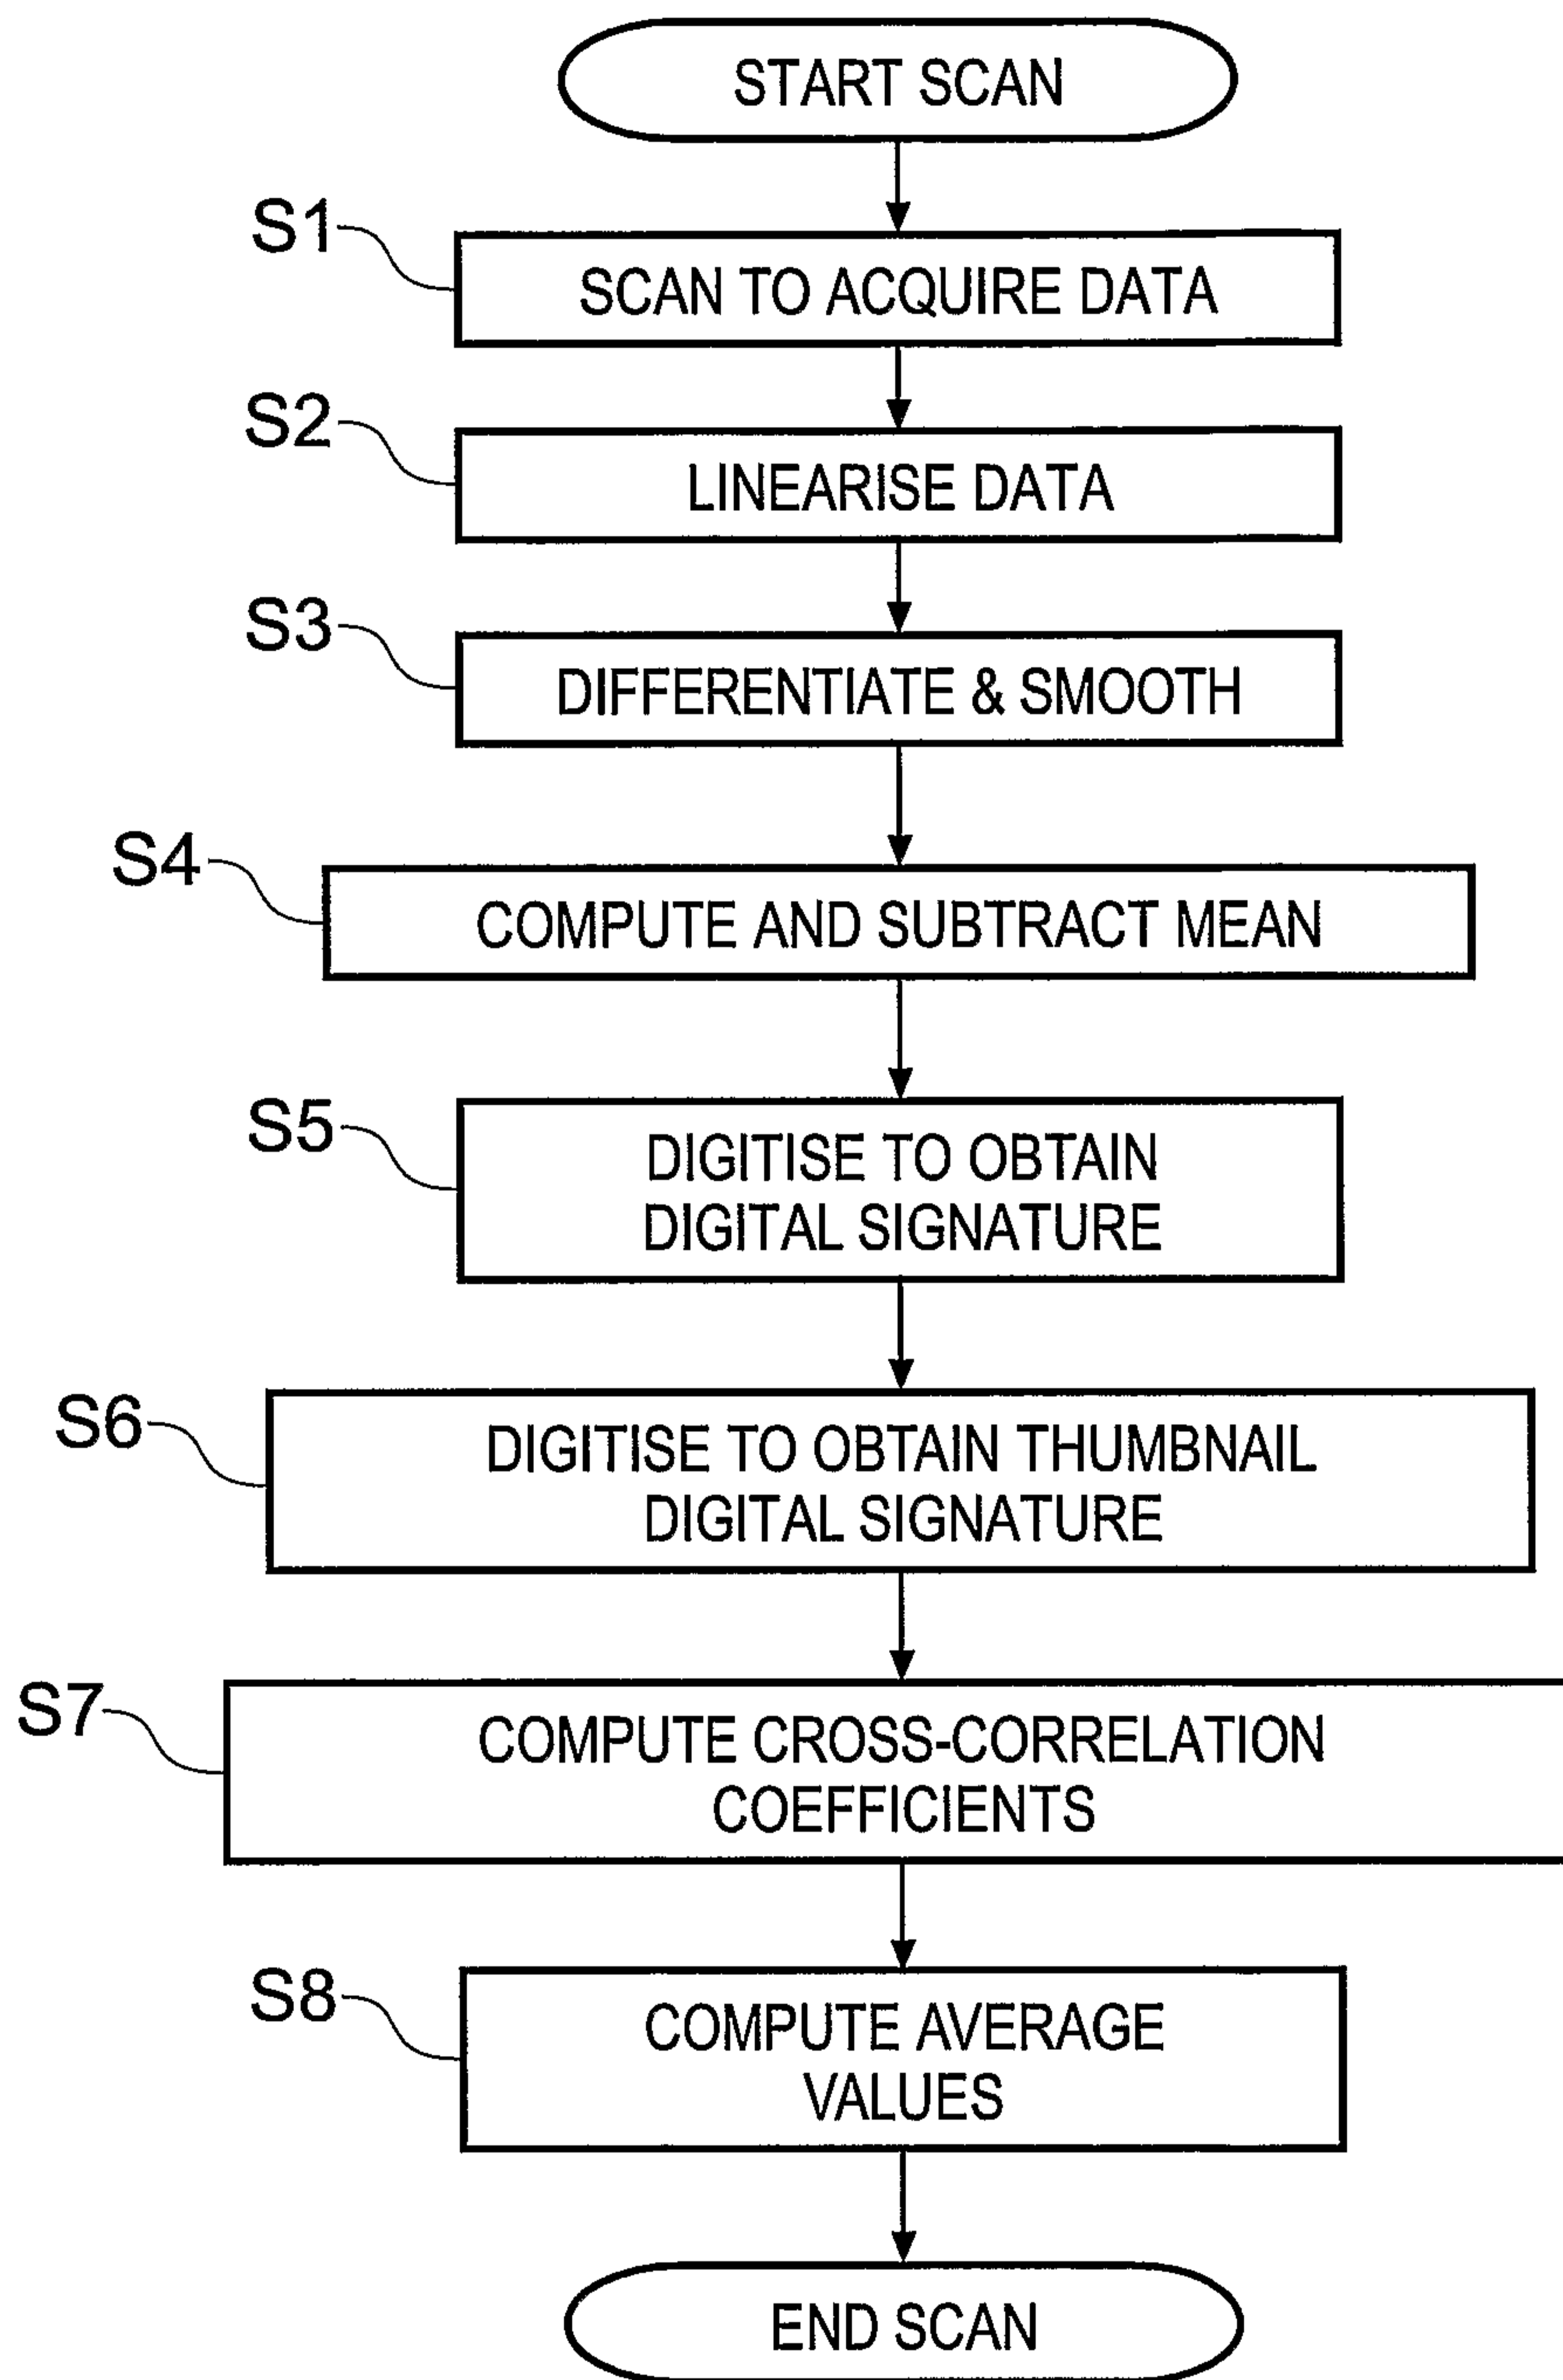 START SCAN
S1
SCAN TO ACQUIRE DATA
S2
LINEARISE DATA
S3
DIFFERENTIATE & SMOOTH
S4
COMPUTE AND SUBTRACT MEAN
S5
DIGITISE TO OBTAIN
DIGITAL SIGNATURE
S6
DIGITISE TO OBTAIN THUMBNAIL
DIGITAL SIGNATURE
S7
COMPUTE CROSS-CORRELATION
COEFFICIENTS
S8
COMPUTE AVERAGE
VALUES
END SCAN